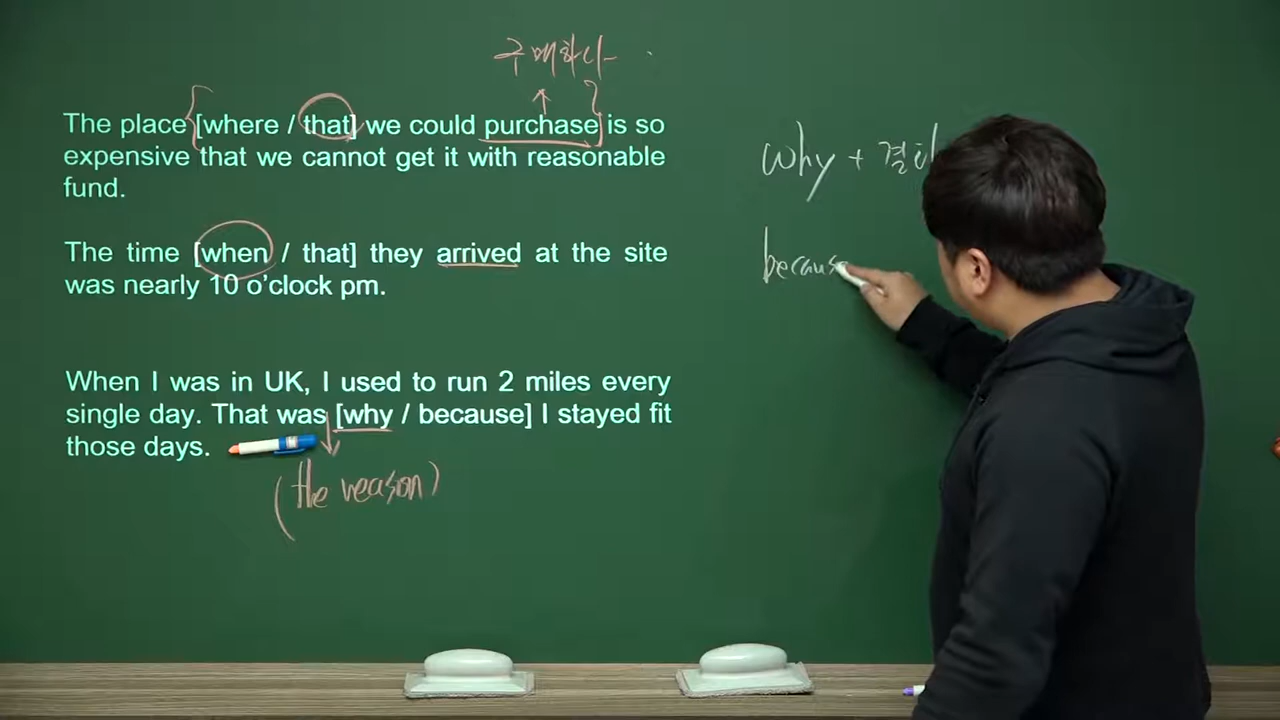 구매하다
The place [where / that] we could purchase is so
expensive that we cannot get it with reasonable
fund.
The time [when / that] they arrived at the site
was nearly 10 o'clock pm.
When I was in UK, I used to run 2 miles every
single day. That was [why / because] I stayed fit
those days.
(the reason)
why + 결과
becaus